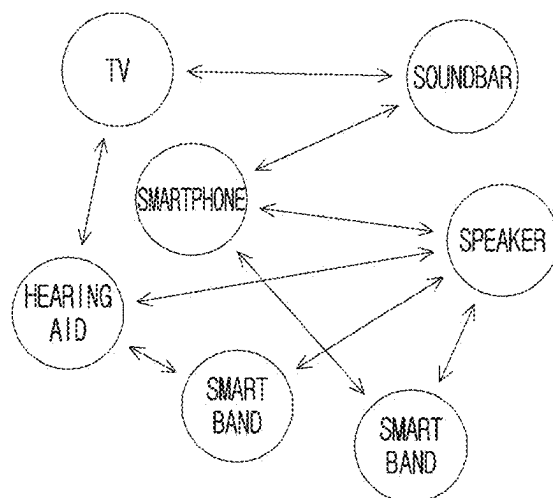 TV
SOUNDBAR
SMARTPHONE
SPEAKER
HEARING
AID
SMART
BAND
SMART
BAND